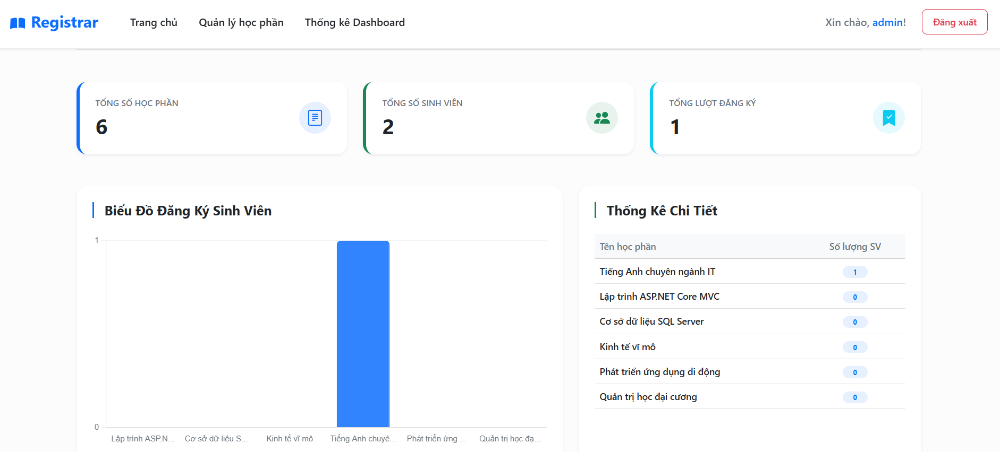 Registrar
Trang chủ
Quản lý học phần
Thống kê Dashboard
Xin chào, admin!
Đăng xuất
TỔNG SỐ HỌC PHẦN
6
TỔNG SỐ SINH VIÊN
2
TỔNG LƯỢT ĐĂNG KÝ
1
Biểu Đồ Đăng Ký Sinh Viên
1
0
Lập trình ASP.N...
Cơ sở dữ liệu S...
Kinh tế vĩ mô
Tiếng Anh chuyê...
Phát triển ứng ...
Quản trị học đạ...
Thống Kê Chi Tiết
Tên học phần Số lượng SV
Tiếng Anh chuyên ngành IT 1
Lập trình ASP.NET Core MVC 0
Cơ sở dữ liệu SQL Server 0
Kinh tế vĩ mô 0
Phát triển ứng dụng di động 0
Quản trị học đại cương 0